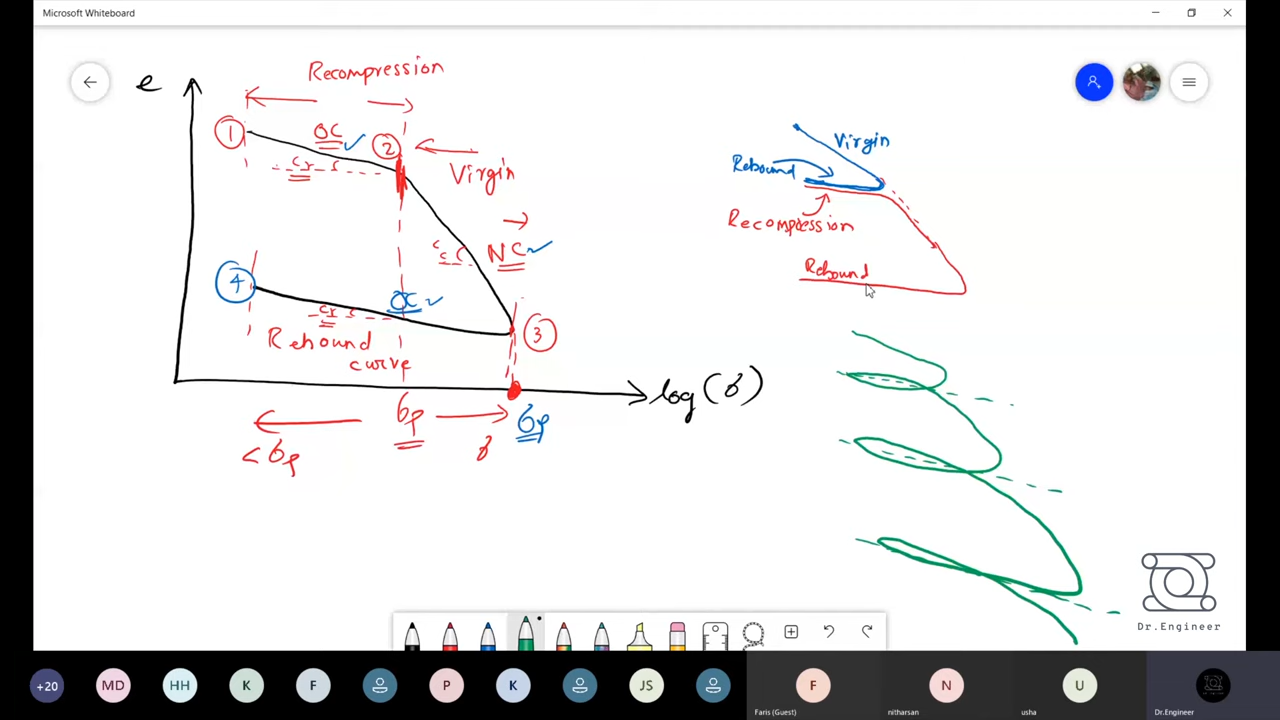 Microsoft Whiteboard
e
Recompression
① OC ②
Cr s
Virgin
Cc
NC
④
OC
Cr s
③
Rebound
curve
log(σ)
< σp
σp
σ
σp
Virgin
Rebound
Recompression
Rebound
Dr.Engineer
+20
MD
HH
K
F
P
K
JS
F
Faris (Guest)
N
nitharsan
U
usha
Dr.Engineer